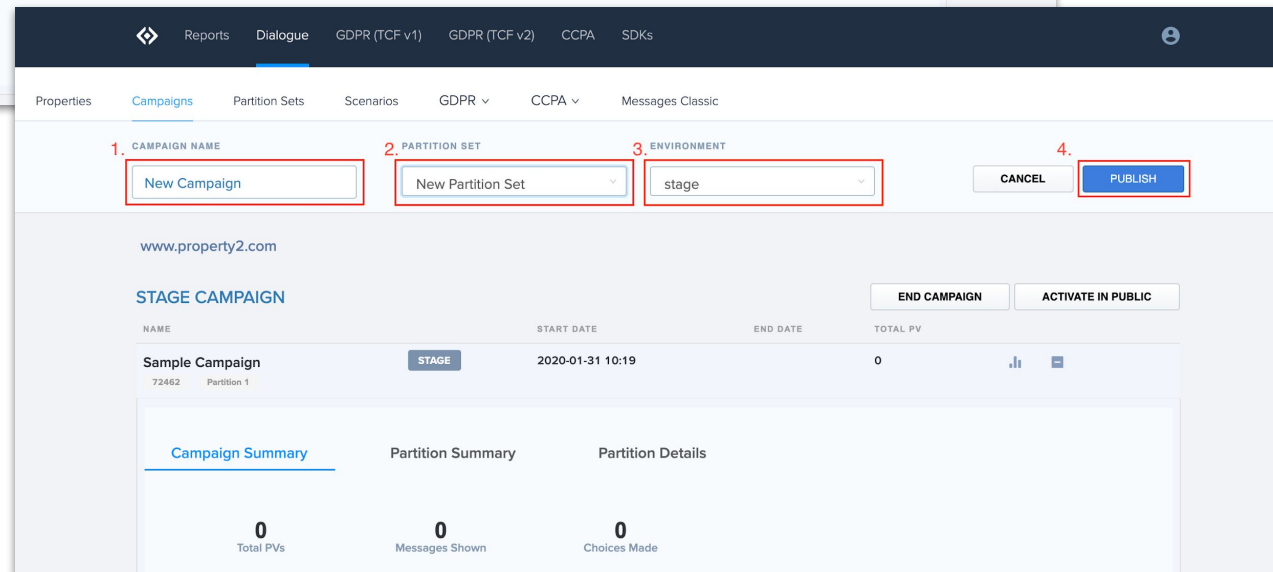 Reports Dialogue GDPR (TCF v1) GDPR (TCF v2) CCPA SDKs
Properties Campaigns Partition Sets Scenarios GDPR CCPA Messages Classic
1. CAMPAIGN NAME 2. PARTITION SET 3. ENVIRONMENT 4.
New Campaign New Partition Set stage CANCEL PUBLISH
www.property2.com
STAGE CAMPAIGN END CAMPAIGN ACTIVATE IN PUBLIC
NAME START DATE END DATE TOTAL PV
Sample Campaign STAGE 2020-01-31 10:19 0
72462 Partition 1
Campaign Summary Partition Summary Partition Details
0 0 0
Total PVs Messages Shown Choices Made